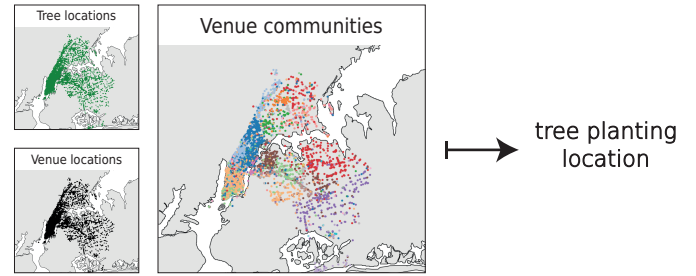 Tree locations
Venue locations
Venue communities
tree planting
location